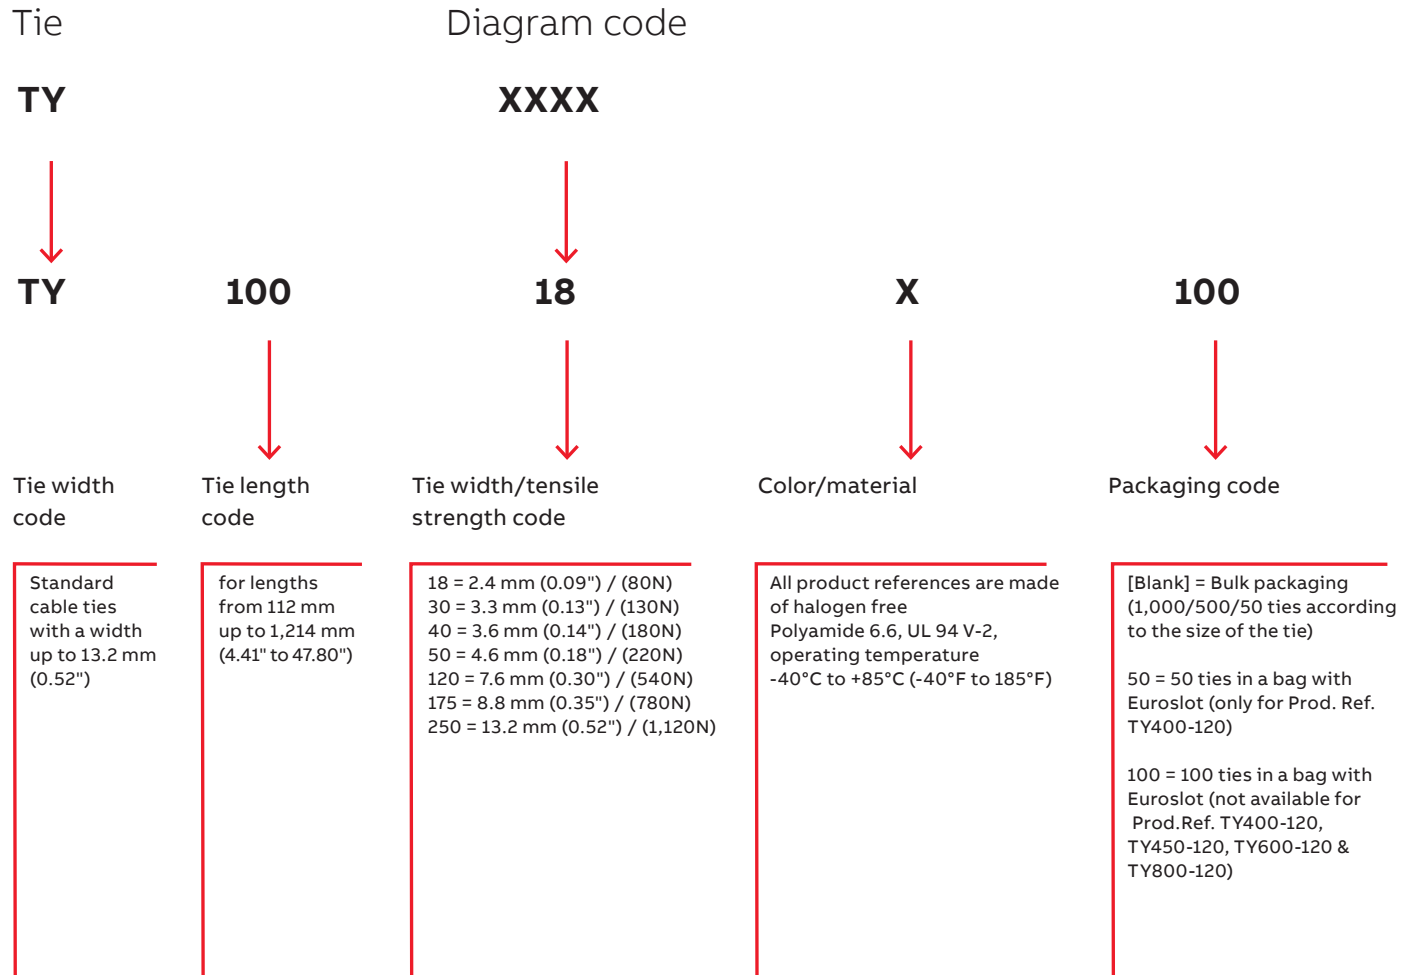 Tie
Diagram code
TY
XXXX
TY
100
18
X
100
Tie width
code
Standard
cable ties
with a width
up to 13.2 mm
(0.52")
Tie length
code
for lengths
from 112 mm
up to 1,214 mm
(4.41" to 47.80")
Tie width/tensile
strength code
18 = 2.4 mm (0.09") / (80N)
30 = 3.3 mm (0.13") / (130N)
40 = 3.6 mm (0.14") / (180N)
50 = 4.6 mm (0.18") / (220N)
120 = 7.6 mm (0.30") / (540N)
175 = 8.8 mm (0.35") / (780N)
250 = 13.2 mm (0.52") / (1,120N)
Color/material
All product references are made
of halogen free
Polyamide 6.6, UL 94 V-2,
operating temperature
-40°C to +85°C (-40°F to 185°F)
Packaging code
[Blank] = Bulk packaging
(1,000/500/50 ties according
to the size of the tie)
50 = 50 ties in a bag with
Euroslot (only for Prod. Ref.
TY400-120)
100 = 100 ties in a bag with
Euroslot (not available for
Prod.Ref. TY400-120,
TY450-120, TY600-120 &
TY800-120)